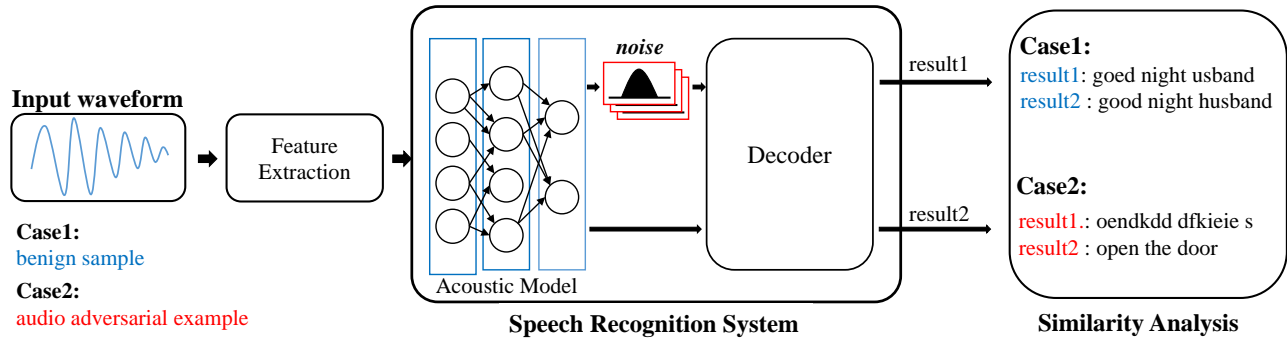 Input waveform
Case1:
benign sample
Case2:
audio adversarial example
Feature
Extraction
Acoustic Model
noise
Decoder
Speech Recognition System
result1
result2
Case1:
result1: goed night usband
result2 : good night husband
Case2:
result1.: oendkdd dfkieie s
result2 : open the door
Similarity Analysis